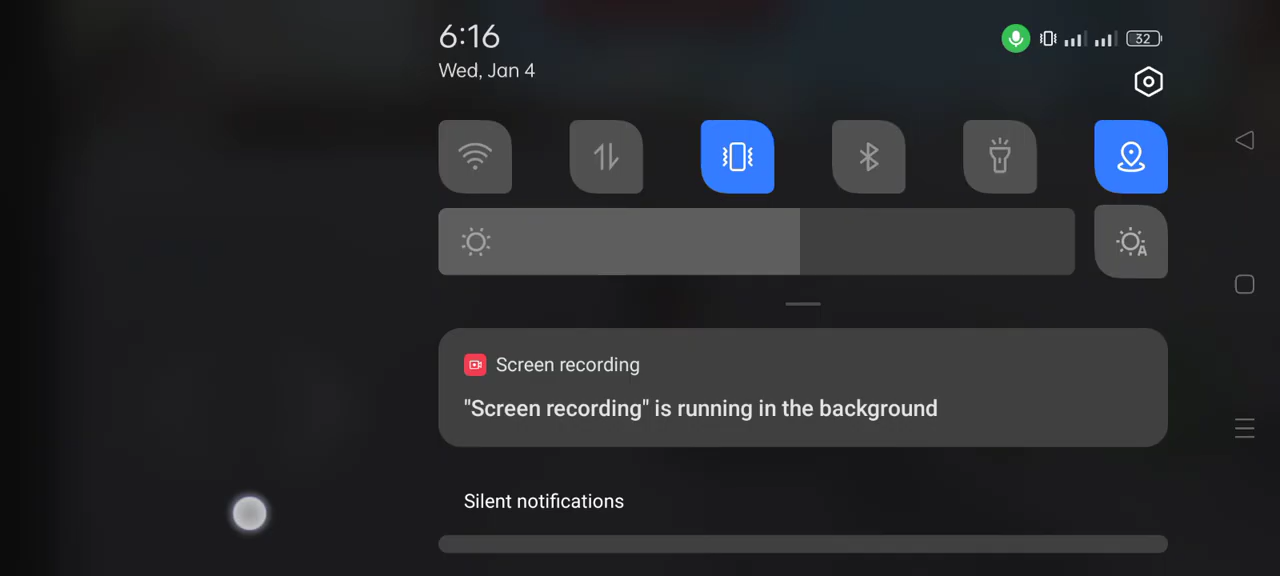 6:16
32
Wed, Jan 4
A
Screen recording
"Screen recording" is running in the background
Silent notifications